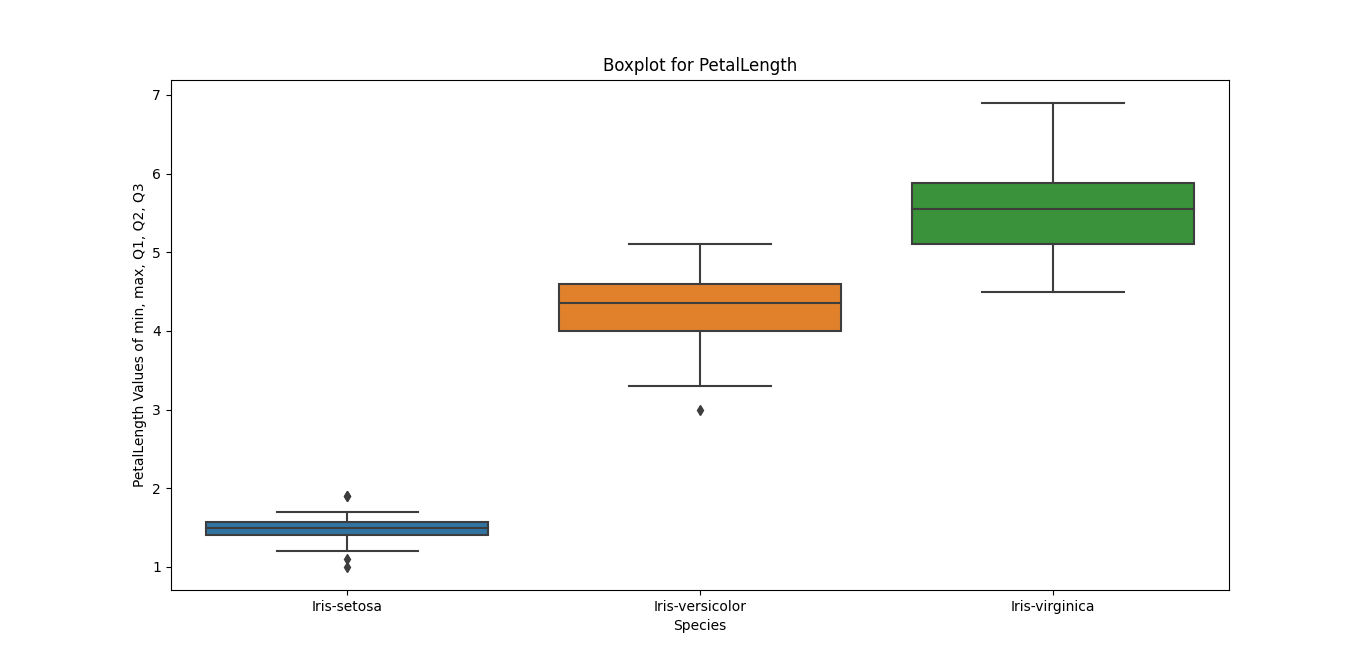 Boxplot for PetalLength
PetalLength Values of min, max, Q1, Q2, Q3
7
6
5
4
3
2
1
Iris-setosa
Iris-versicolor
Iris-virginica
Species